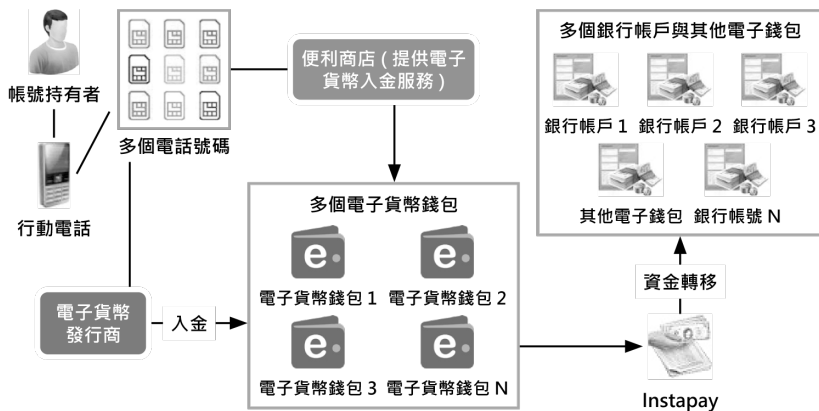 帳號持有者
行動電話
多個電話號碼
便利商店 ( 提供電子
貨幣入金服務 )
多個銀行帳戶與其他電子錢包
銀行帳戶 1
銀行帳戶 2
銀行帳戶 3
其他電子錢包
銀行帳號 N
多個電子貨幣錢包
e
電子貨幣錢包 1
e
電子貨幣錢包 2
e
電子貨幣錢包 3
e
電子貨幣錢包 N
電子貨幣
發行商
入金
資金轉移
Instapay